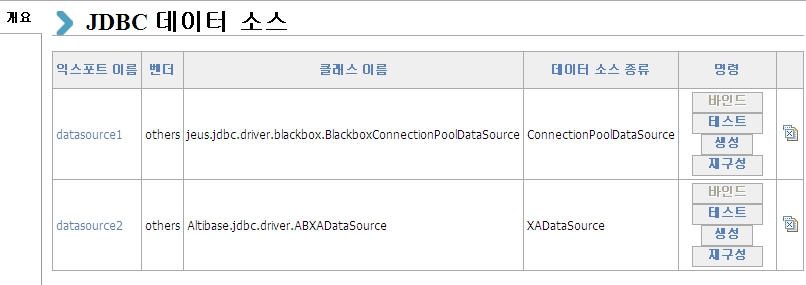 개요
JDBC 데이터 소스
익스포트 이름 벤더 클래스 이름 데이터 소스 종류 명령
datasource1 others jeus.jdbc.driver.blackbox.BlackboxConnectionPoolDataSource ConnectionPoolDataSource
바인드
테스트
생성
재구성
datasource2 others Altibase.jdbc.driver.ABXADataSource XADataSource
바인드
테스트
생성
재구성